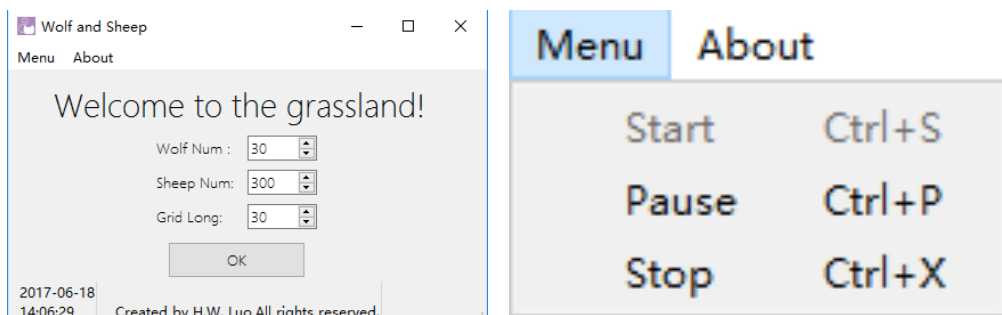 Wolf and Sheep
Menu About
Welcome to the grassland!
Wolf Num : 30
Sheep Num: 300
Grid Long: 30
OK
2017-06-18
14:06:29 Created by H.W. Luo All rights reserved.
Menu About
Start Ctrl+S
Pause Ctrl+P
Stop Ctrl+X